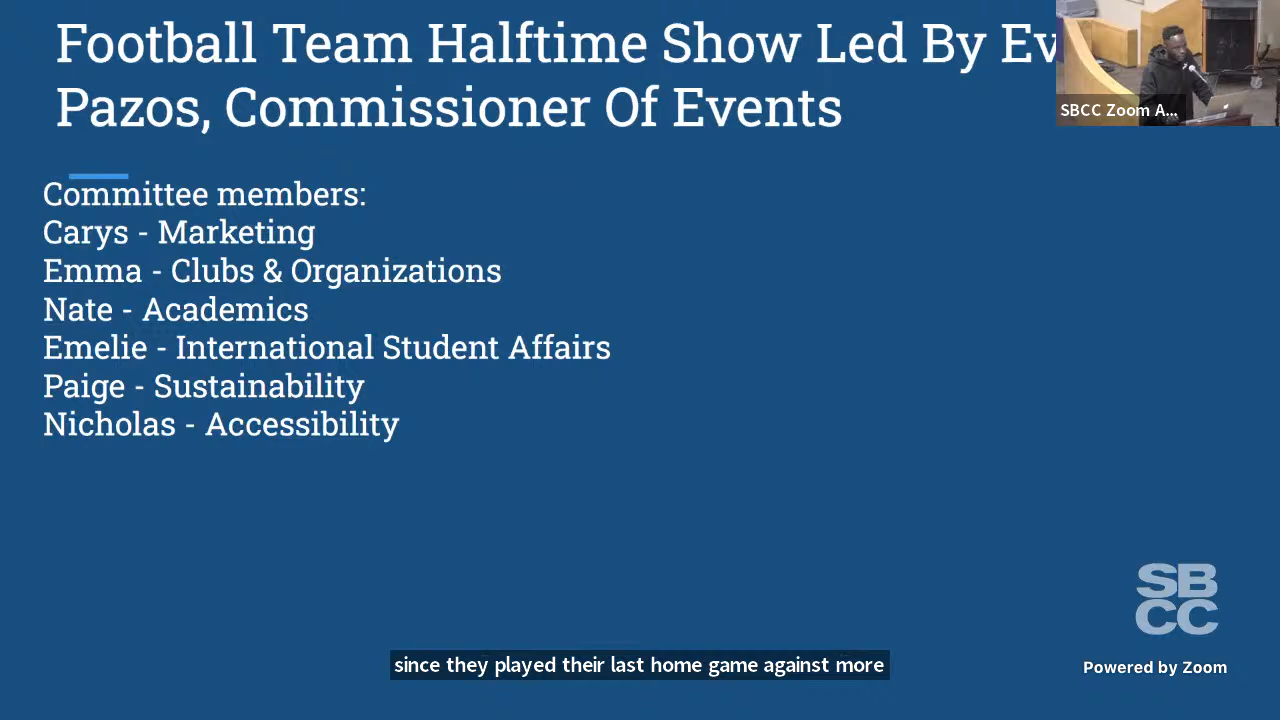 Football Team Halftime Show Led By Ev
Pazos, Commissioner Of Events
SBCC Zoom A...
Committee members:
Carys - Marketing
Emma - Clubs & Organizations
Nate - Academics
Emelie - International Student Affairs
Paige - Sustainability
Nicholas - Accessibility
SB
CC
since they played their last home game against more
Powered by Zoom